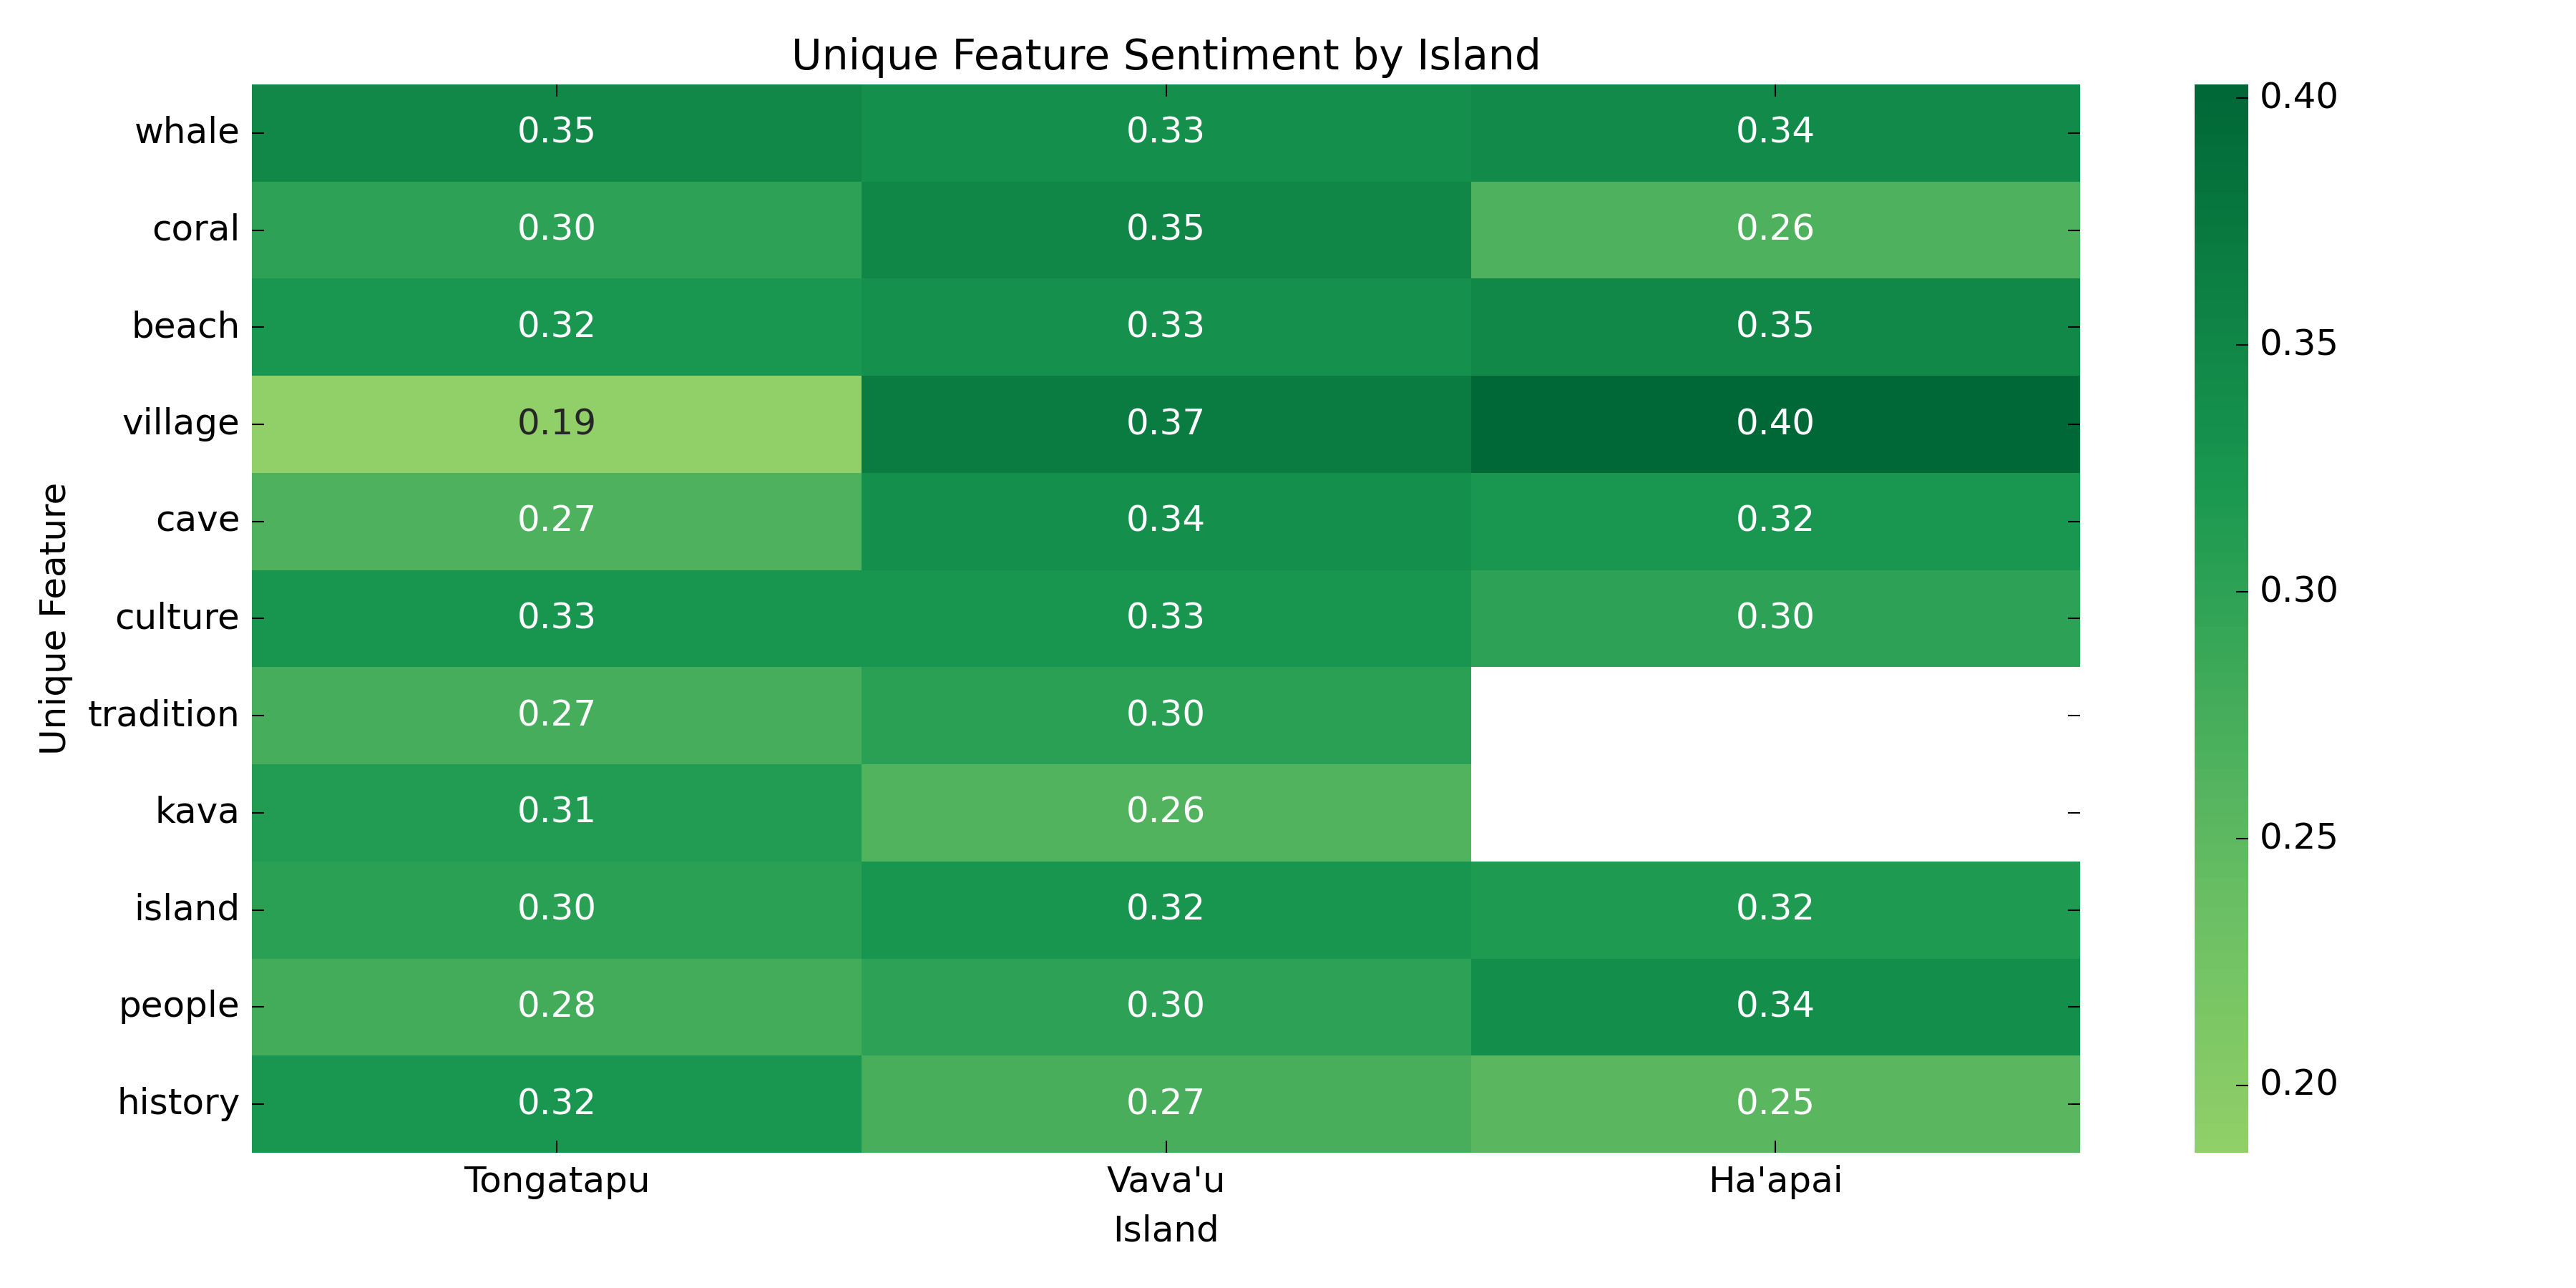 Unique Feature Sentiment by Island
whale 0.35 0.33 0.34
coral 0.30 0.35 0.26
beach 0.32 0.33 0.35
village 0.19 0.37 0.40
cave 0.27 0.34 0.32
culture 0.33 0.33 0.30
tradition 0.27 0.30
kava 0.31 0.26
island 0.30 0.32 0.32
people 0.28 0.30 0.34
history 0.32 0.27 0.25
Tongatapu Vava'u Ha'apai
Island
Unique Feature
0.40
0.35
0.30
0.25
0.20